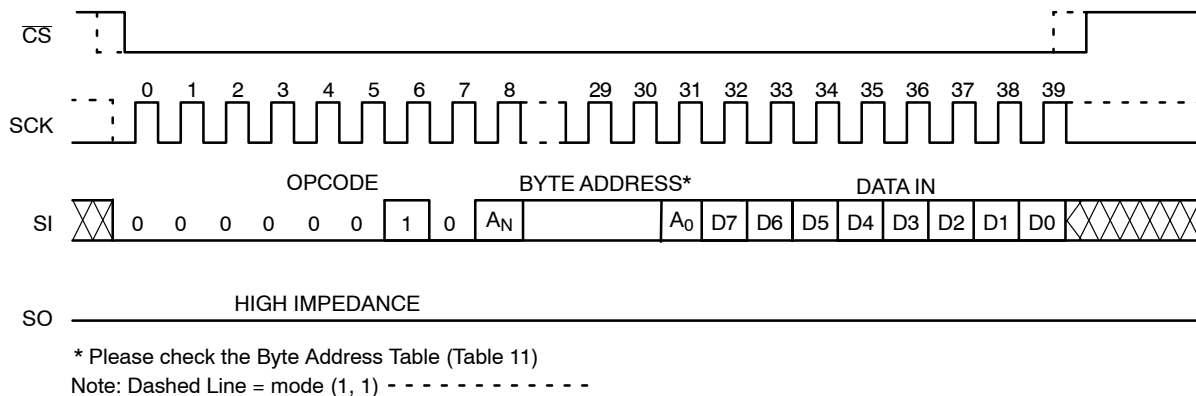 CS
0 1 2 3 4 5 6 7 8 29 30 31 32 33 34 35 36 37 38 39
SCK
OPCODE BYTE ADDRESS* DATA IN
SI 0 0 0 0 0 0 1 0 AN A0 D7 D6 D5 D4 D3 D2 D1 D0
HIGH IMPEDANCE
SO
* Please check the Byte Address Table (Table 11)
Note: Dashed Line = mode (1, 1)